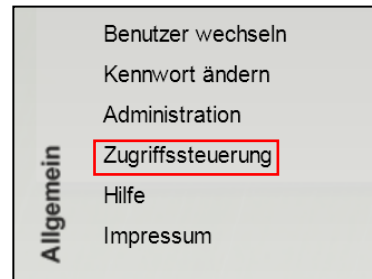 Benutzer wechseln
Kennwort ändern
Administration
Zugriffssteuerung
Hilfe
Impressum
Allgemein